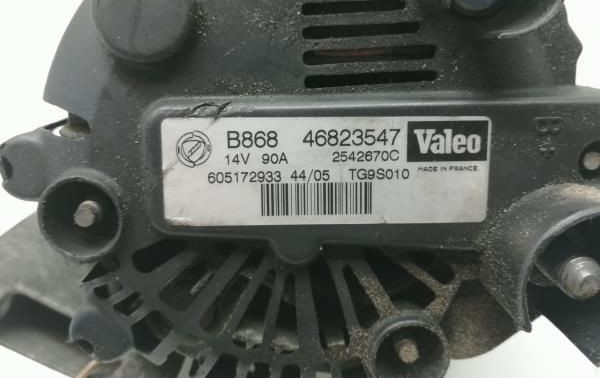 B868 46823547 Valeo
14V 90A 2542670C MADE IN FRANCE
605172933 44/05 TG9S010
B+